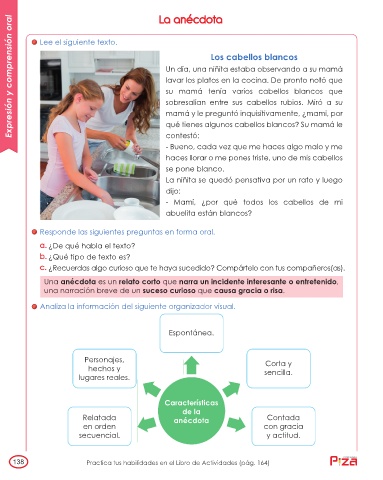 La anécdota
Expresión y comprensión oral
Lee el siguiente texto.
Los cabellos blancos
Un día, una niñita estaba observando a su mamá
lavar los platos en la cocina. De pronto notó que
su mamá tenía varios cabellos blancos que
sobresalían entre sus cabellos rubios. Miró a su
mamá y le preguntó inquisitivamente, ¿mamí, por
qué tienes algunos cabellos blancos? Su mamá le
contestó:
- Bueno, cada vez que me haces algo malo y me
haces llorar o me pones triste, uno de mis cabellos
se pone blanco.
La niñita se quedó pensativa por un rato y luego
dijo:
- Mamí, ¿por qué todos los cabellos de mi
abuelita están blancos?
Responde las siguientes preguntas en forma oral.
a. ¿De qué habla el texto?
b. ¿Qué tipo de texto es?
c. ¿Recuerdas algo curioso que te haya sucedido? Compártelo con tus compañeros(as).
Una anécdota es un relato corto que narra un incidente interesante o entretenido,
una narración breve de un suceso curioso que causa gracia o risa.
Analiza la información del siguiente organizador visual.
Espontánea.
Personajes,
hechos y
lugares reales.
Corta y
sencilla.
Características
de la
anécdota
Relatada
en orden
secuencial.
Contada
con gracia
y actitud.
138
Practica tus habilidades en el Libro de Actividades (pág. 164)
P1ZA